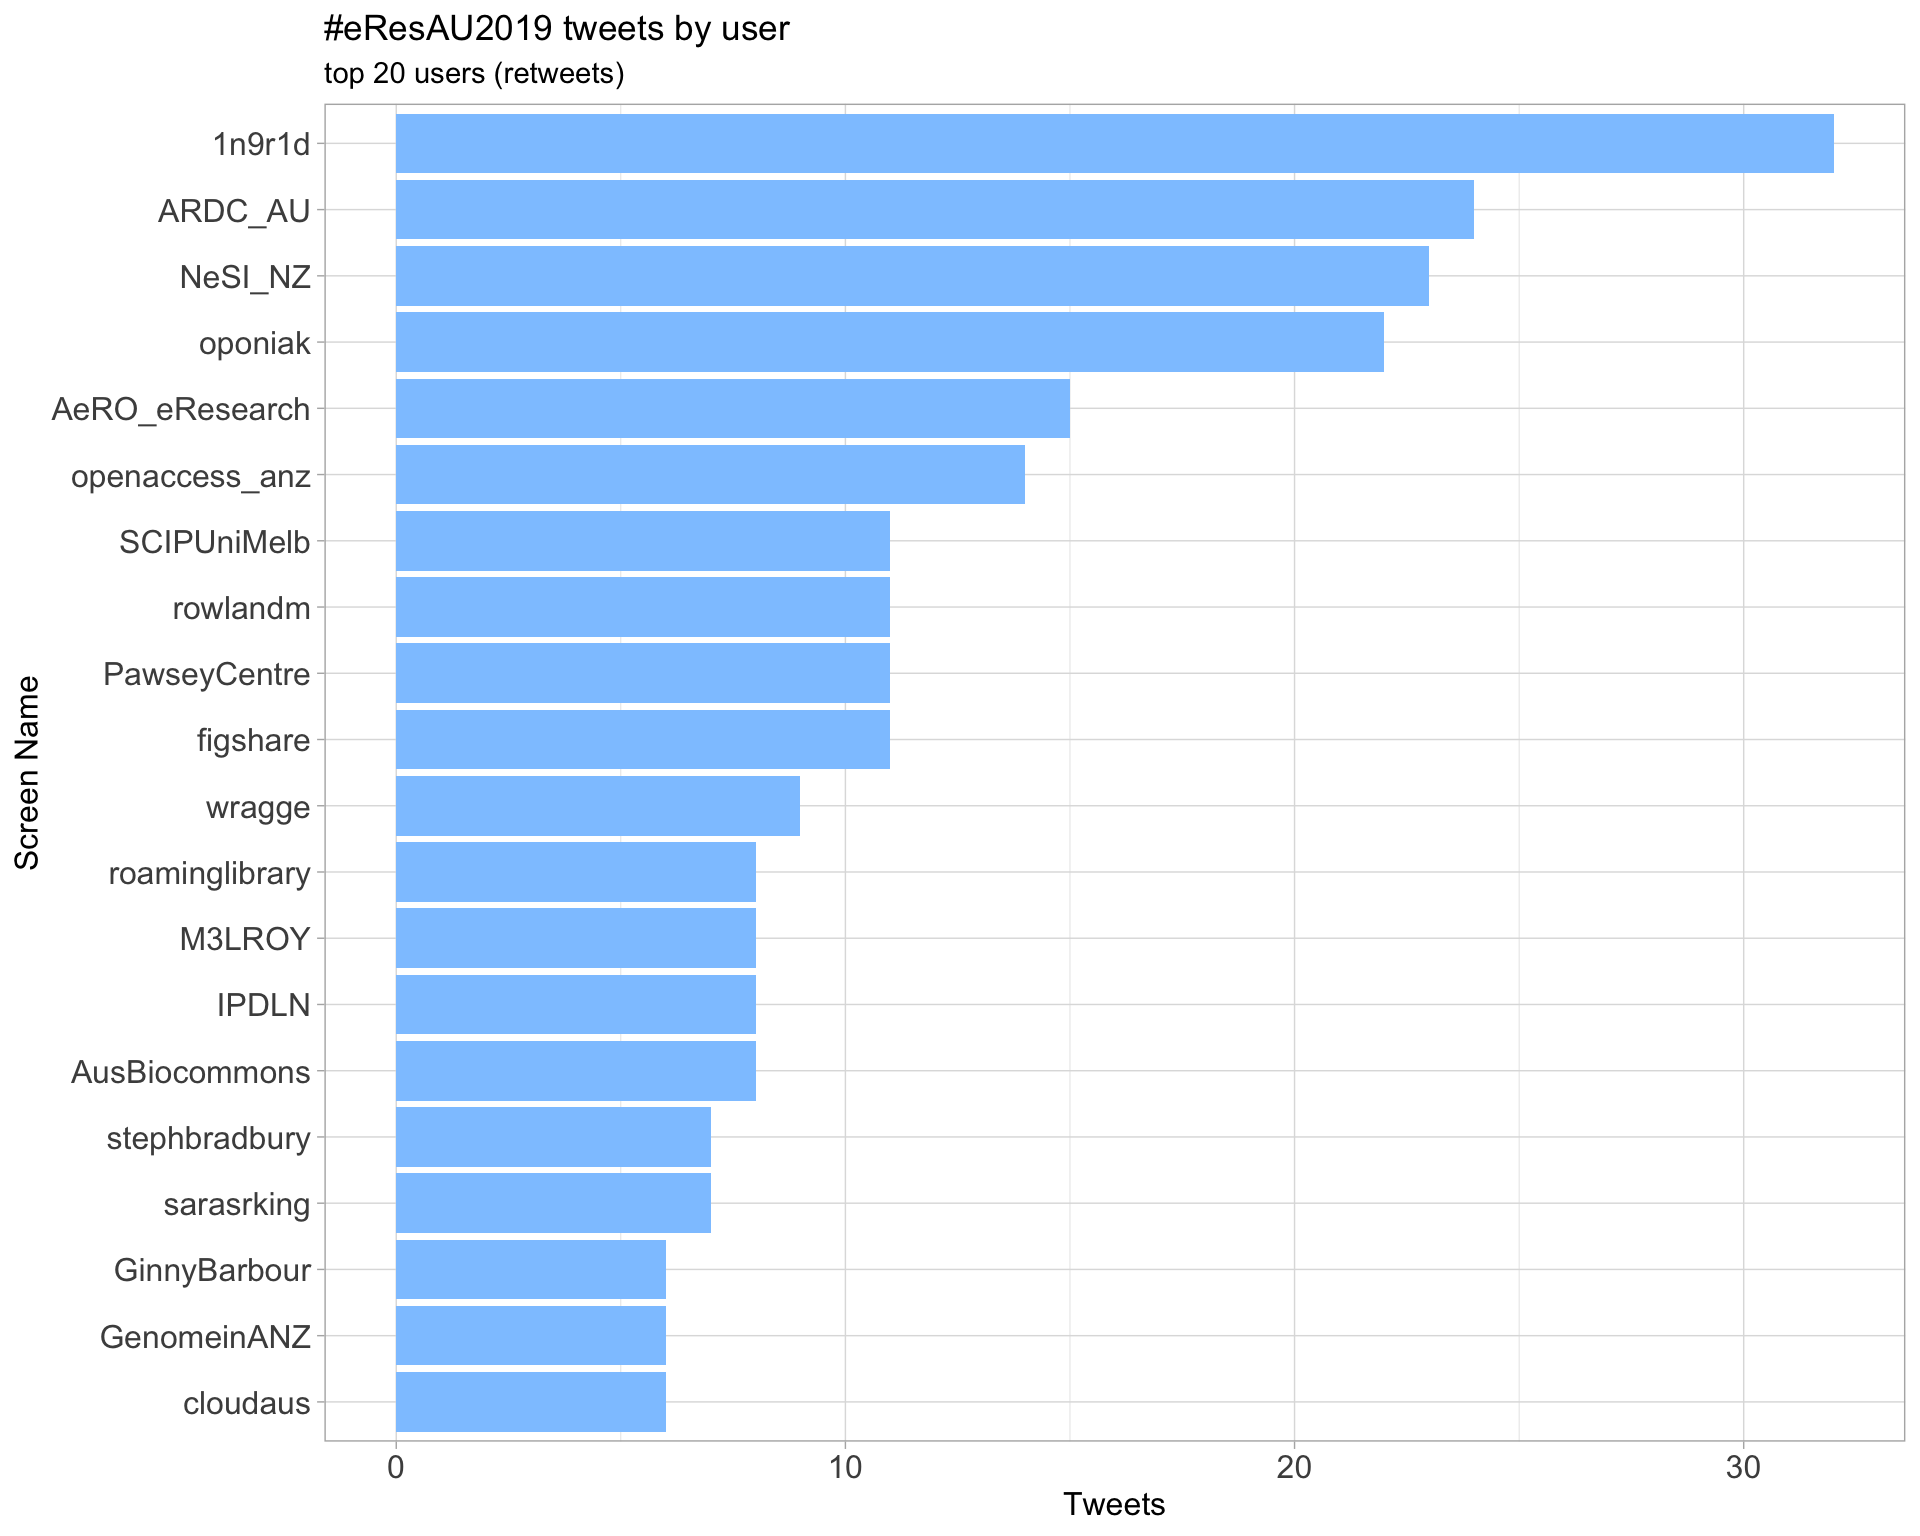 #eResAU2019 tweets by user
top 20 users (retweets)
1n9r1d
ARDC_AU
NeSI_NZ
oponiak
AeRO_eResearch
openaccess_anz
SCIPUniMelb
rowlandm
PawseyCentre
figshare
wragge
roaminglibrary
M3LROY
IPDLN
AusBiocommons
stephbradbury
sarasrking
GinnyBarbour
GenomeinANZ
cloudaus
Screen Name
0 10 20 30
Tweets